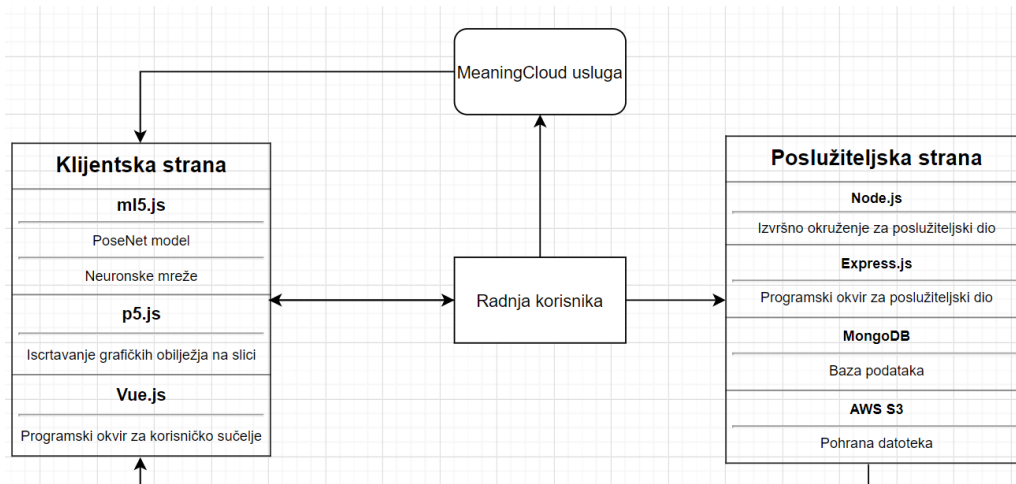 MeaningCloud usluga
Klijentska strana
ml5.js
PoseNet model
Neuronske mreže
p5.js
Iscrtavanje grafičkih obilježja na slici
Vue.js
Programski okvir za korisničko sučelje
Radnja korisnika
Poslužiteljska strana
Node.js
Izvršno okruženje za poslužiteljski dio
Express.js
Programski okvir za poslužiteljski dio
MongoDB
Baza podataka
AWS S3
Pohrana datoteka